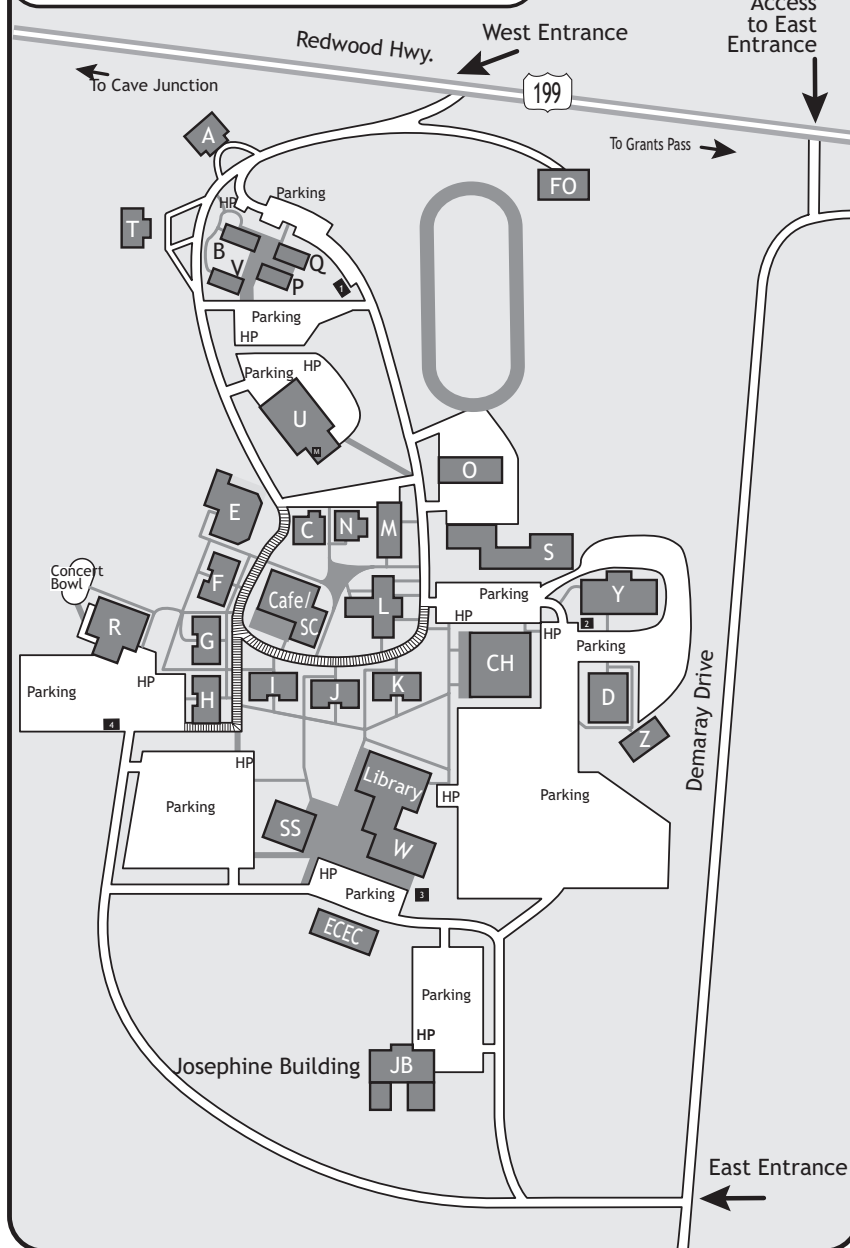 Access
to East
Entrance
West Entrance
Redwood Hwy.
199
To Cave Junction
To Grants Pass
A
FO
Parking
HP
T
B
Q
V
P
1
Parking
HP
HP
Parking
U
M
O
E
C
N
M
S
Concert
Bowl
F
Cafe/
SC
L
Parking
HP
Y
2
HP
Parking
R
G
CH
HP
Parking
H
I
J
K
D
Z
4
Demaray Drive
HP
Library
HP
Parking
Parking
SS
W
HP
Parking
3
ECEC
Parking
HP
Josephine Building
JB
East Entrance